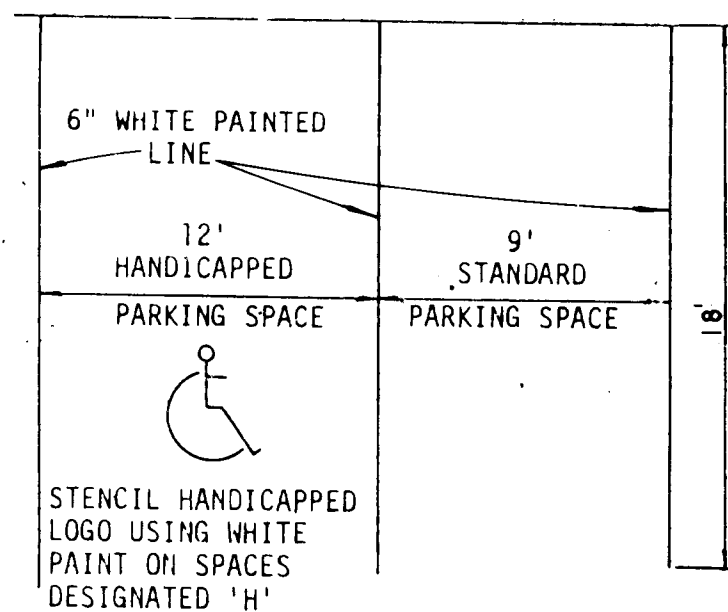 6" WHITE PAINTED
LINE
12'
HANDICAPPED
PARKING SPACE
9'
STANDARD
PARKING SPACE
18'
STENCIL HANDICAPPED
LOGO USING WHITE
PAINT ON SPACES
DESIGNATED 'H'